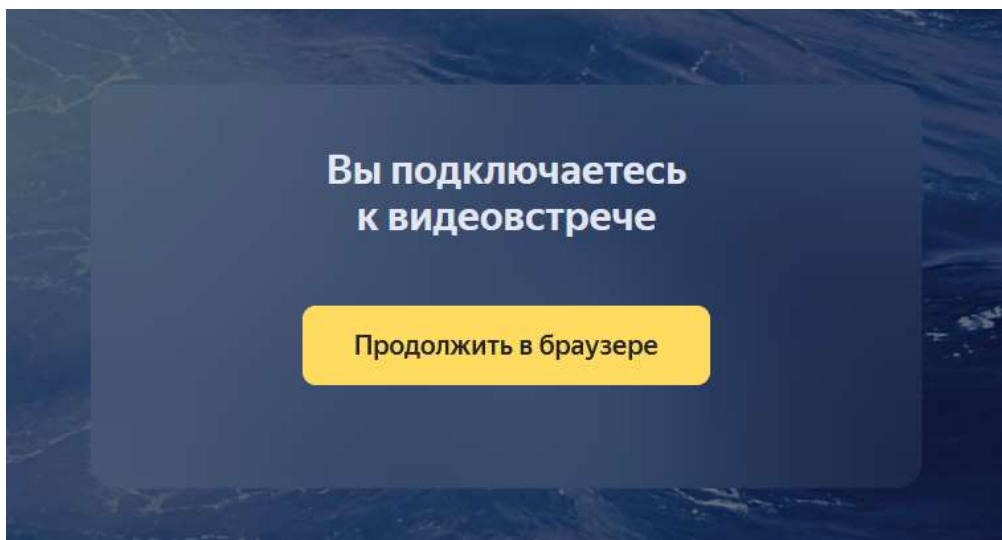 Вы подключаетесь
к видеовстрече
Продолжить в браузере